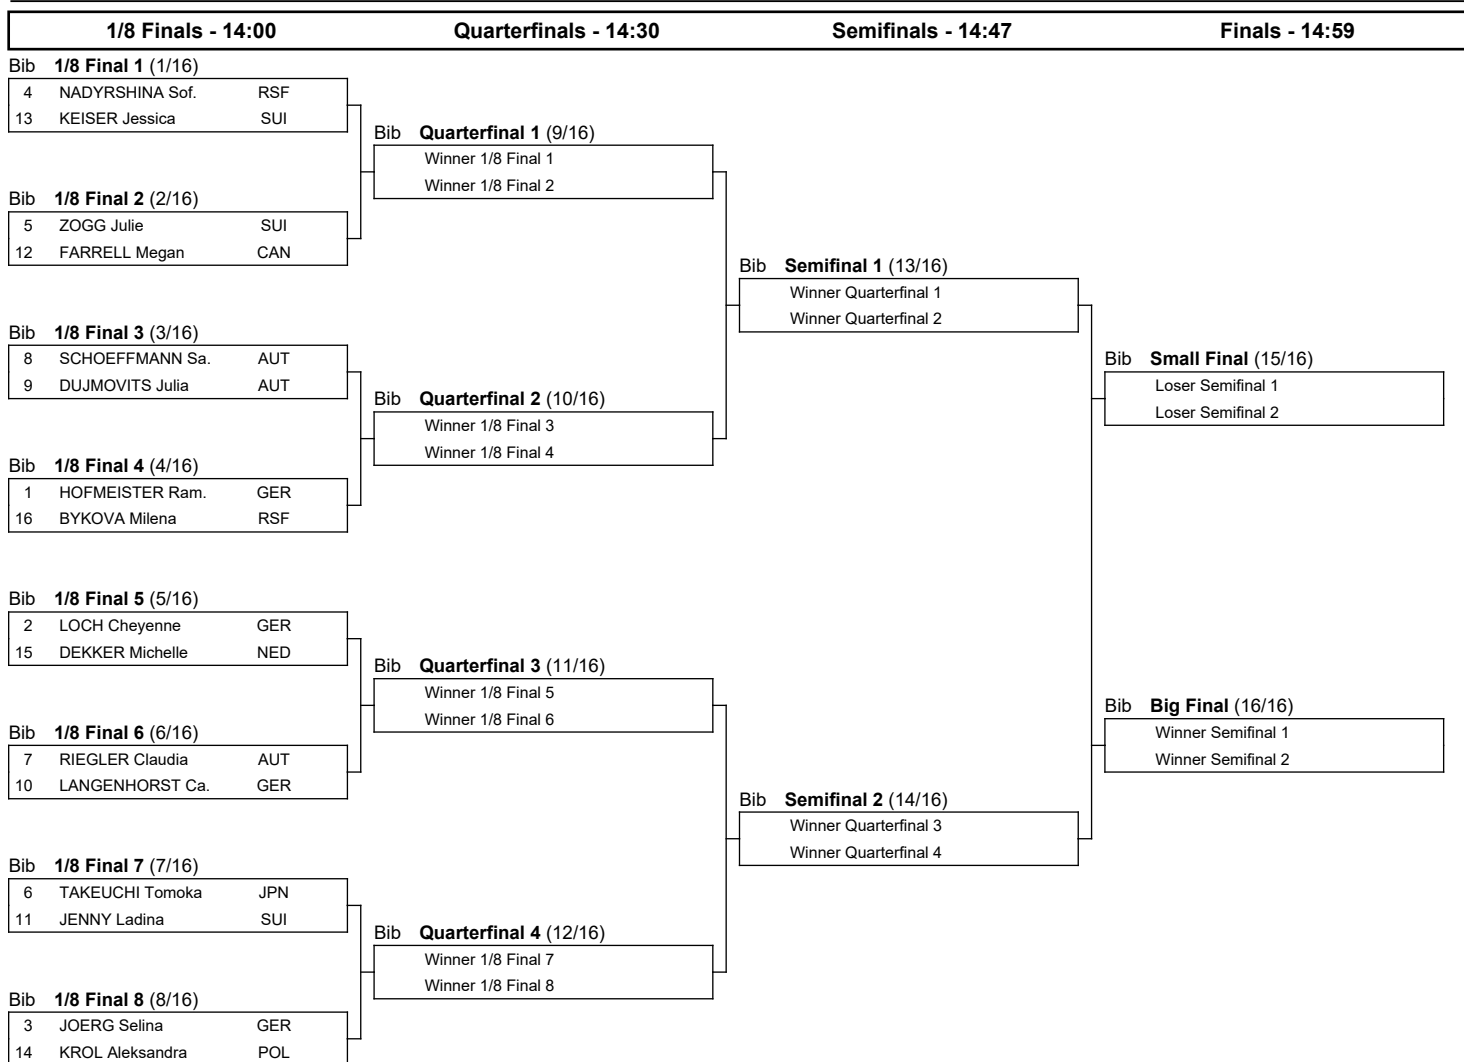 1/8 Finals - 14:00 Quarterfinals - 14:30 Semifinals - 14:47 Finals - 14:59
Bib 1/8 Final 1 (1/16)
4 NADYRSHINA Sof. RSF
13 KEISER Jessica SUI
Bib 1/8 Final 2 (2/16)
5 ZOGG Julie SUI
12 FARRELL Megan CAN
Bib 1/8 Final 3 (3/16)
8 SCHOEFFMANN Sa. AUT
9 DUJMOVITS Julia AUT
Bib 1/8 Final 4 (4/16)
1 HOFMEISTER Ram. GER
16 BYKOVA Milena RSF
Bib 1/8 Final 5 (5/16)
2 LOCH Cheyenne GER
15 DEKKER Michelle NED
Bib 1/8 Final 6 (6/16)
7 RIEGLER Claudia AUT
10 LANGENHORST Ca. GER
Bib 1/8 Final 7 (7/16)
6 TAKEUCHI Tomoka JPN
11 JENNY Ladina SUI
Bib 1/8 Final 8 (8/16)
3 JOERG Selina GER
14 KROL Aleksandra POL
Bib Quarterfinal 1 (9/16)
Winner 1/8 Final 1
Winner 1/8 Final 2
Bib Quarterfinal 2 (10/16)
Winner 1/8 Final 3
Winner 1/8 Final 4
Bib Quarterfinal 3 (11/16)
Winner 1/8 Final 5
Winner 1/8 Final 6
Bib Quarterfinal 4 (12/16)
Winner 1/8 Final 7
Winner 1/8 Final 8
Bib Semifinal 1 (13/16)
Winner Quarterfinal 1
Winner Quarterfinal 2
Bib Semifinal 2 (14/16)
Winner Quarterfinal 3
Winner Quarterfinal 4
Bib Small Final (15/16)
Loser Semifinal 1
Loser Semifinal 2
Bib Big Final (16/16)
Winner Semifinal 1
Winner Semifinal 2